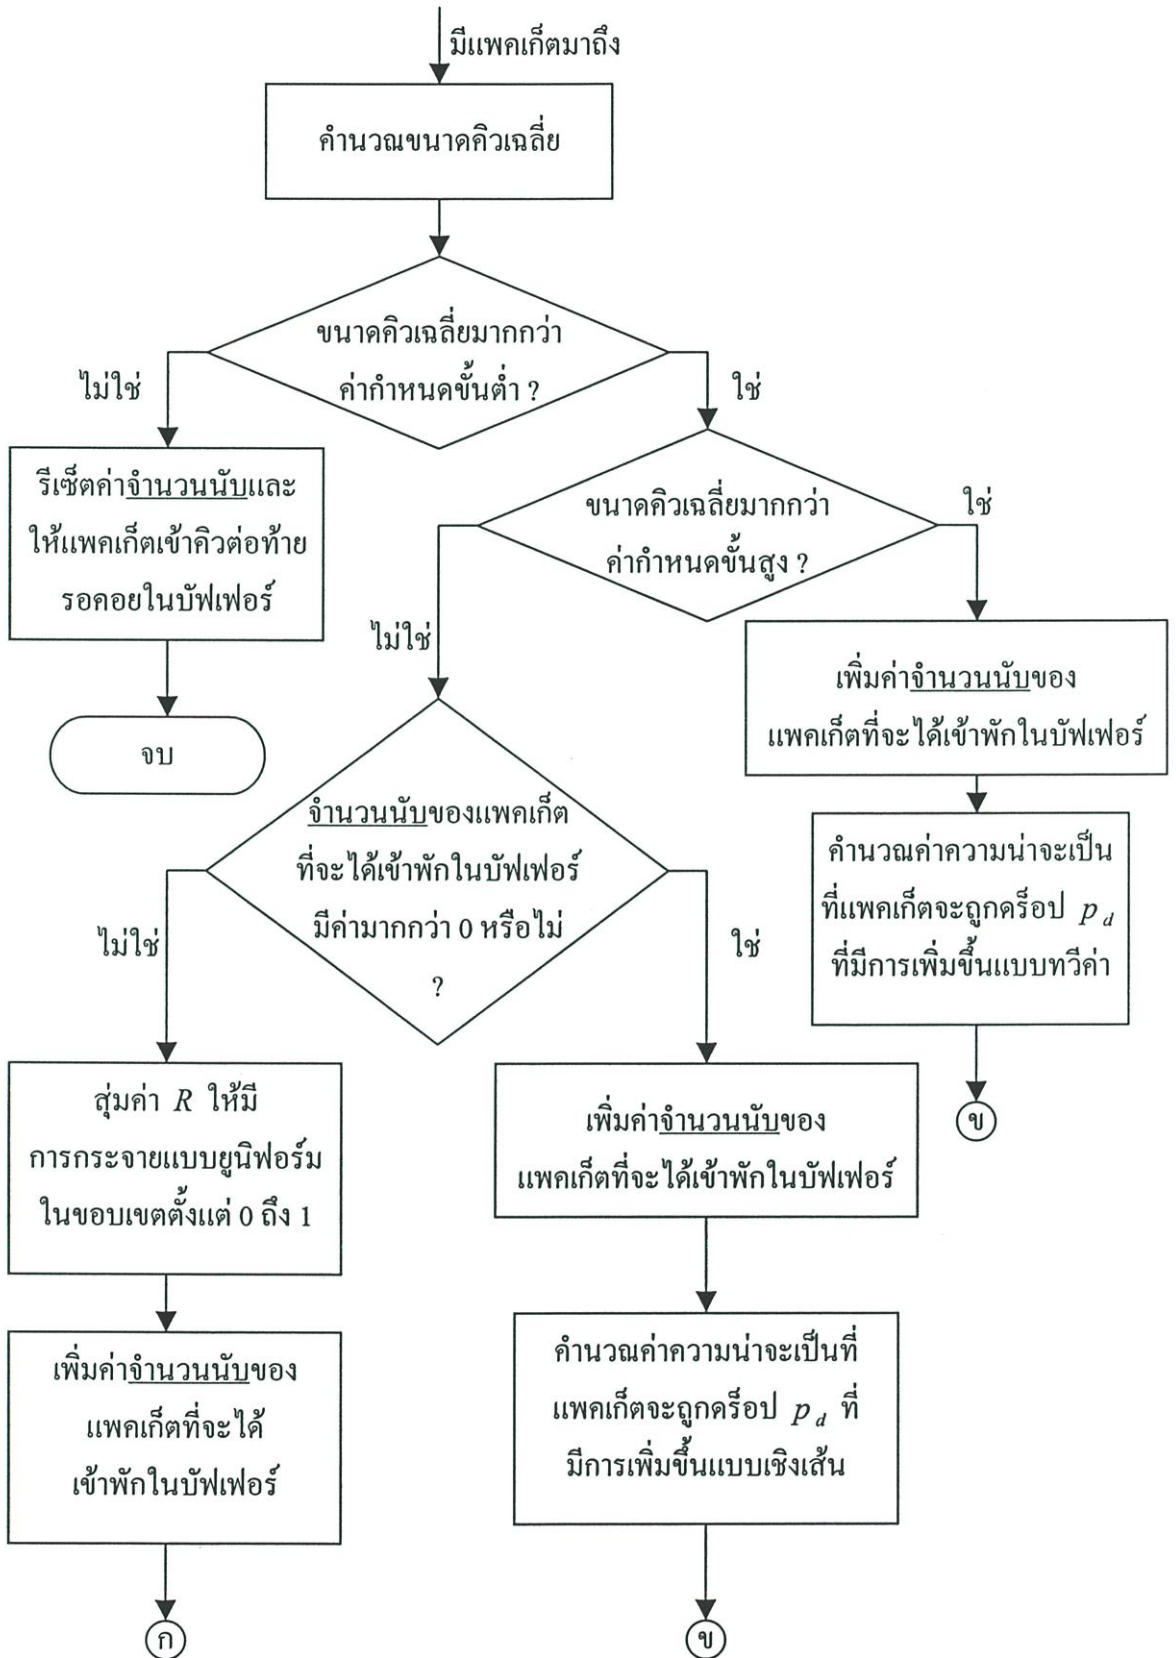 มีแพคเก็ตมาถึง
คำนวณขนาดคิวเฉลี่ย
ขนาดคิวเฉลี่ยมากกว่า
ค่ากำหนดขั้นต่ำ ?
ไม่ใช่
ใช่
รีเซ็ตค่าจำนวนนับและ
ให้แพคเก็ตเข้าคิวต่อท้าย
รอคอยในบัฟเฟอร์
จบ
ขนาดคิวเฉลี่ยมากกว่า
ค่ากำหนดขั้นสูง ?
ไม่ใช่
ใช่
เพิ่มค่าจำนวนนับของ
แพคเก็ตที่จะได้เข้าพักในบัฟเฟอร์
คำนวณค่าความน่าจะเป็น
ที่แพคเก็ตจะถูกดร็อป p_d
ที่มีการเพิ่มขึ้นแบบทวีค่า
ข
จำนวนนับของแพคเก็ต
ที่จะได้เข้าพักในบัฟเฟอร์
มีค่ามากกว่า 0 หรือไม่
?
ไม่ใช่
ใช่
สุ่มค่า R ให้มี
การกระจายแบบยูนิฟอร์ม
ในขอบเขตตั้งแต่ 0 ถึง 1
เพิ่มค่าจำนวนนับของ
แพคเก็ตที่จะได้
เข้าพักในบัฟเฟอร์
ก
เพิ่มค่าจำนวนนับของ
แพคเก็ตที่จะได้เข้าพักในบัฟเฟอร์
คำนวณค่าความน่าจะเป็นที่
แพคเก็ตจะถูกดร็อป p_d ที่
มีการเพิ่มขึ้นแบบเชิงเส้น
ข